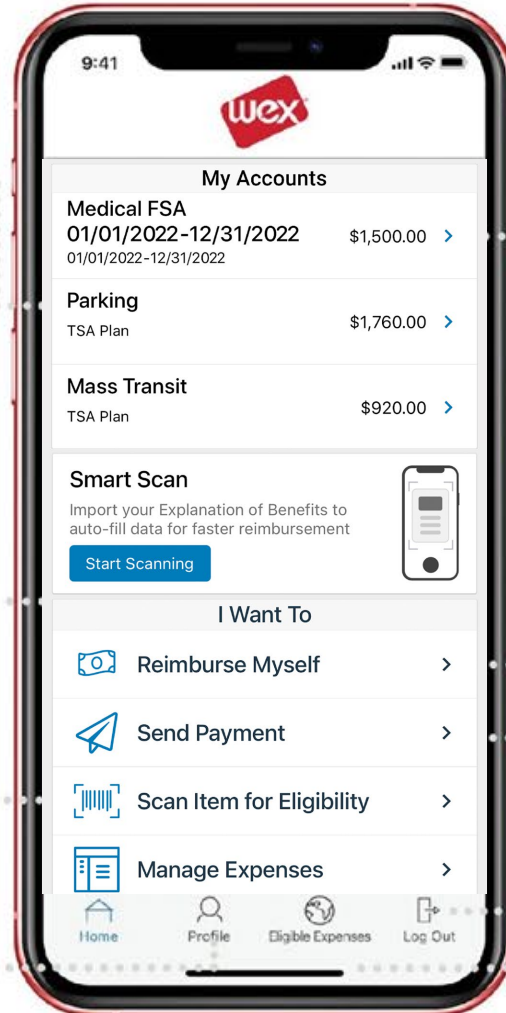 9:41
wex
My Accounts
Medical FSA
01/01/2022-12/31/2022
$1,500.00
01/01/2022-12/31/2022
Parking
$1,760.00
TSA Plan
Mass Transit
$920.00
TSA Plan
Smart Scan
Import your Explanation of Benefits to
auto-fill data for faster reimbursement
Start Scanning
I Want To
Reimburse Myself
Send Payment
Scan Item for Eligibility
Manage Expenses
Home Profile Eligible Expenses Log Out